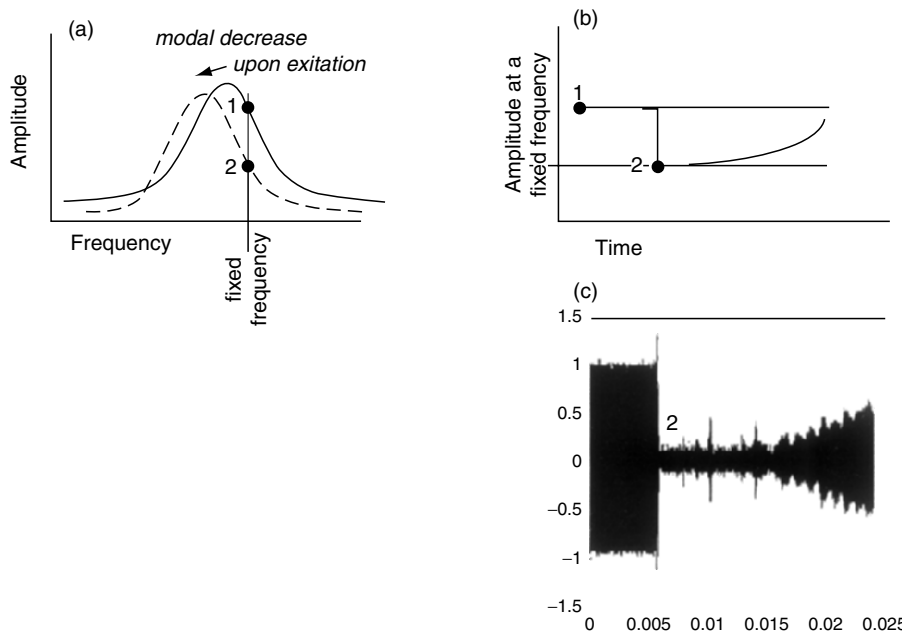 (a)
modal decrease
upon exitation
Amplitude
1
2
Frequency
fixed
frequency
(b)
Amplitude at a
fixed frequency
1
2
Time
(c)
1.5
1
0.5
0
−0.5
−1
−1.5
2
0 0.005 0.01 0.015 0.02 0.025